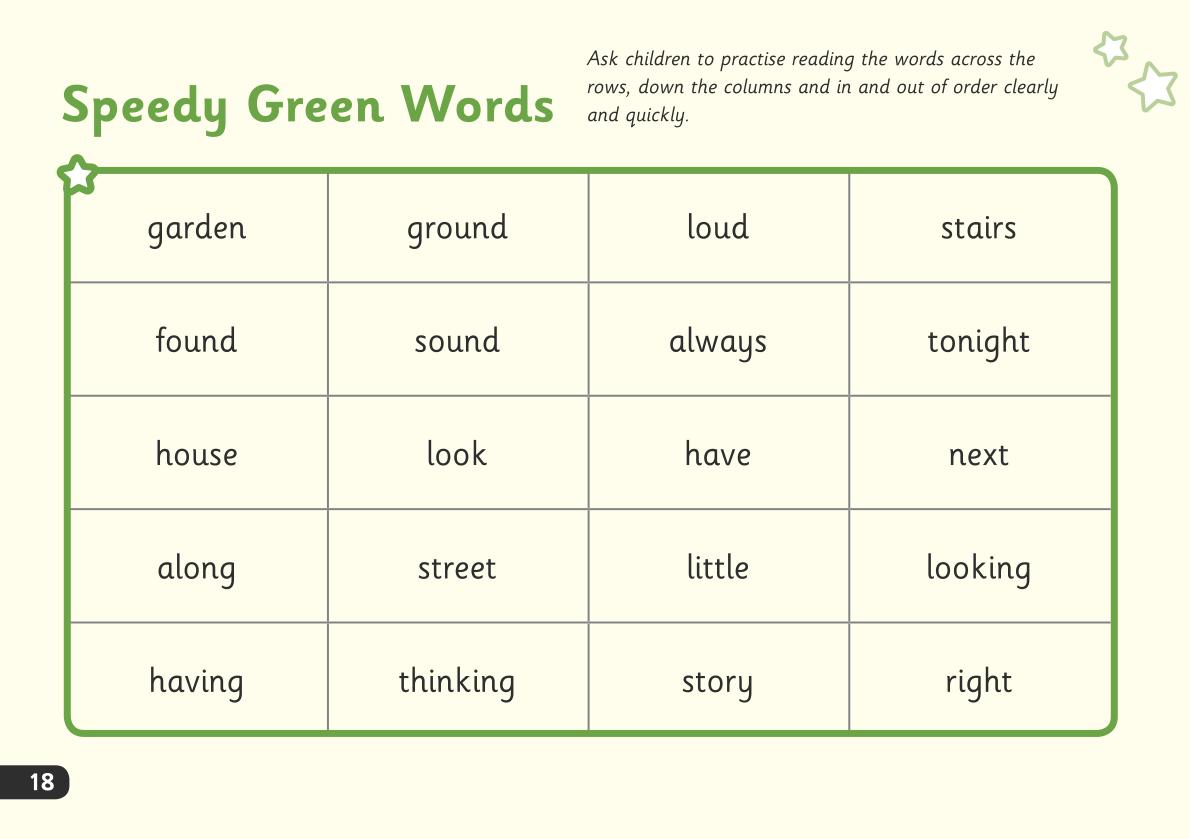 Speedy Green Words
Ask children to practise reading the words across the
rows, down the columns and in and out of order clearly
and quickly.
garden ground loud stairs
found sound always tonight
house look have next
along street little looking
having thinking story right
18